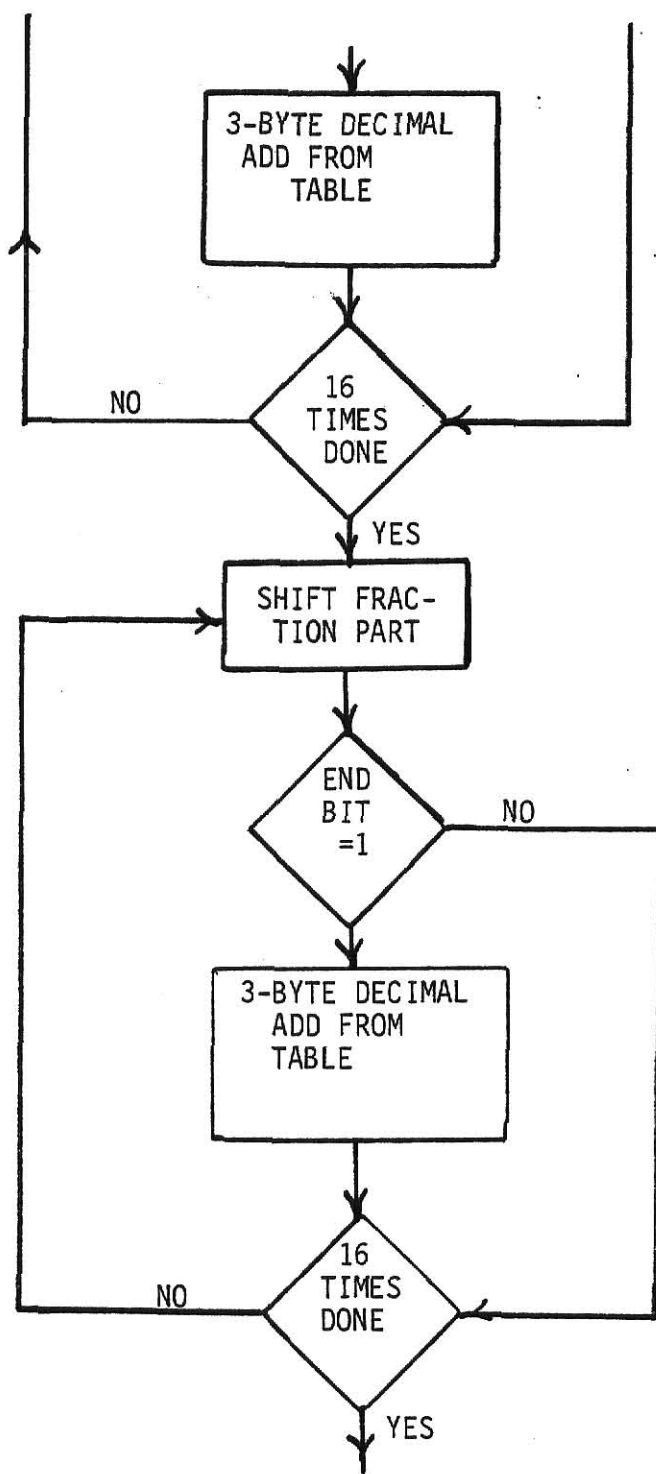 3-BYTE DECIMAL
ADD FROM
TABLE
16
TIMES
DONE
NO
YES
SHIFT FRAC-
TION PART
END
BIT
=1
NO
3-BYTE DECIMAL
ADD FROM
TABLE
16
TIMES
DONE
NO
YES